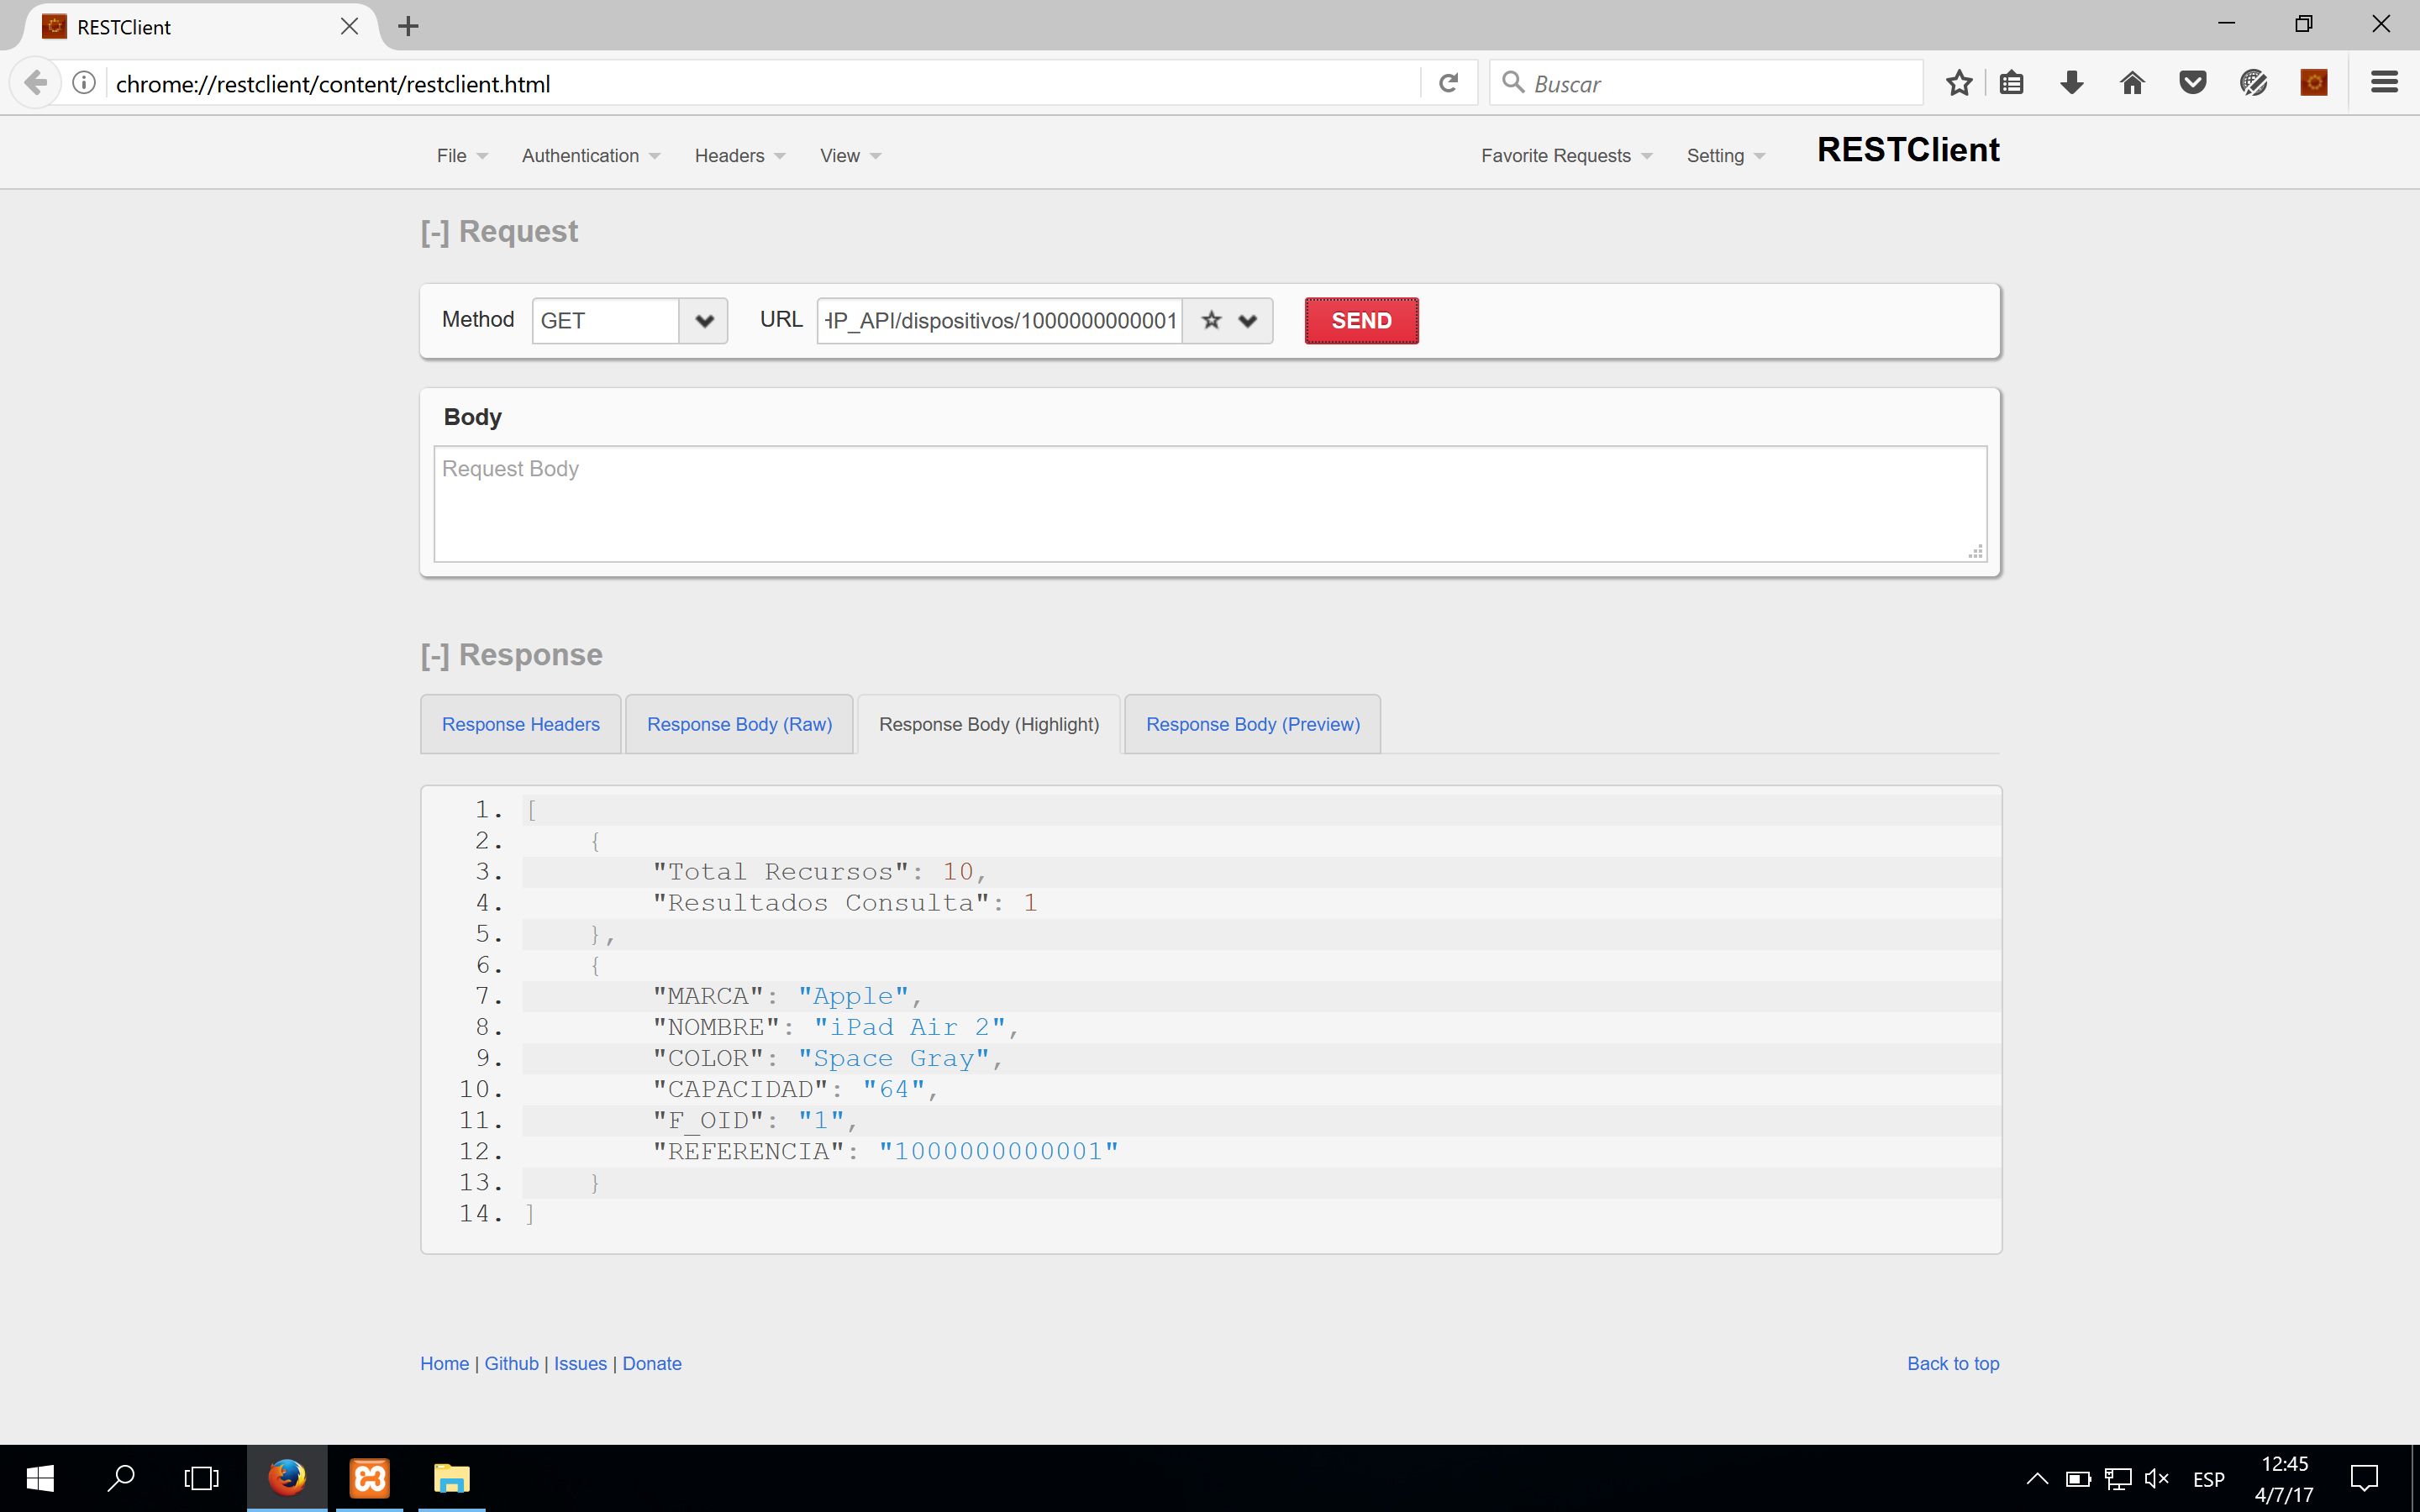 RESTClient
chrome://restclient/content/restclient.html
Buscar
File
Authentication
Headers
View
Favorite Requests
Setting
RESTClient
[-] Request
Method
GET
URL
HP_API/dispositivos/1000000000001
SEND
Body
Request Body
[-] Response
Response Headers
Response Body (Raw)
Response Body (Highlight)
Response Body (Preview)
1. [
2. {
3. "Total Recursos": 10,
4. "Resultados Consulta": 1
5. },
6. {
7. "MARCA": "Apple",
8. "NOMBRE": "iPad Air 2",
9. "COLOR": "Space Gray",
10. "CAPACIDAD": "64",
11. "F_OID": "1",
12. "REFERENCIA": "1000000000001"
13. }
14. ]
Home | Github | Issues | Donate
Back to top
ESP
12:45
4/7/17